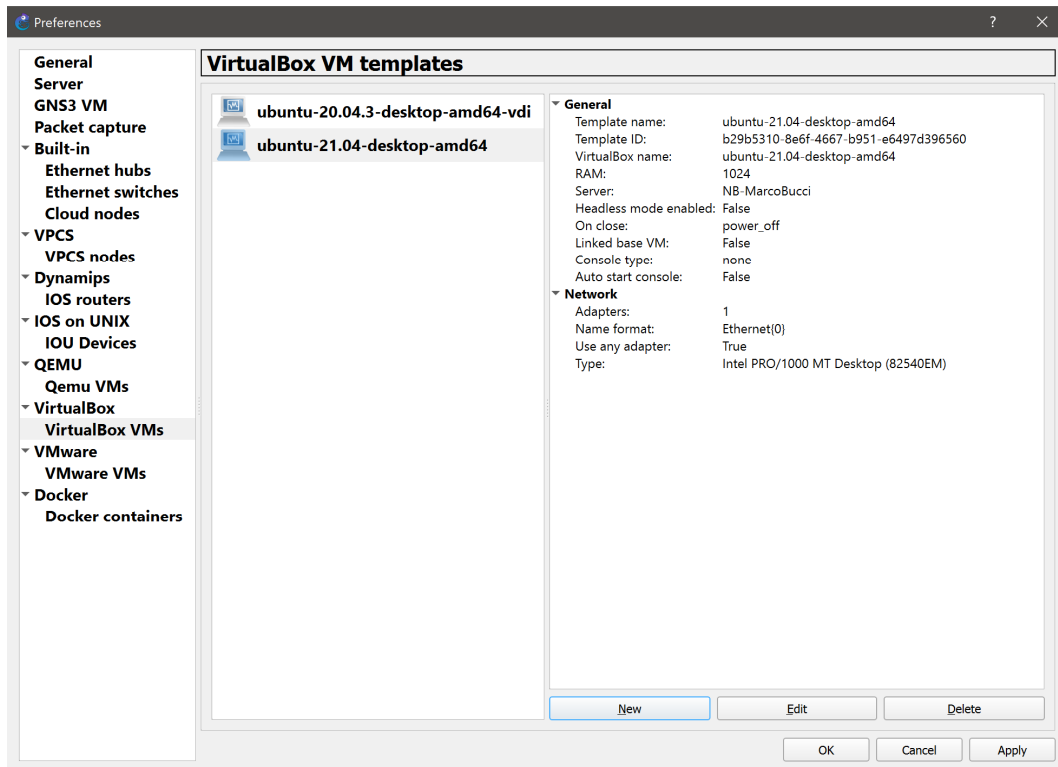 Preferences
?
General
Server
GNS3 VM
Packet capture
Built-in
Ethernet hubs
Ethernet switches
Cloud nodes
VPCS
VPCS nodes
Dynamips
IOS routers
IOS on UNIX
IOU Devices
QEMU
Qemu VMs
VirtualBox
VirtualBox VMs
VMware
VMware VMs
Docker
Docker containers
VirtualBox VM templates
ubuntu-20.04.3-desktop-amd64-vdi
ubuntu-21.04-desktop-amd64
General
Template name: ubuntu-21.04-desktop-amd64
Template ID: b29b5310-8e6f-4667-b951-e6497d396560
VirtualBox name: ubuntu-21.04-desktop-amd64
RAM: 1024
Server: NB-MarcoBucci
Headless mode enabled: False
On close: power_off
Linked base VM: False
Console type: none
Auto start console: False
Network
Adapters: 1
Name format: Ethernet{0}
Use any adapter: True
Type: Intel PRO/1000 MT Desktop (82540EM)
New Edit Delete
OK Cancel Apply